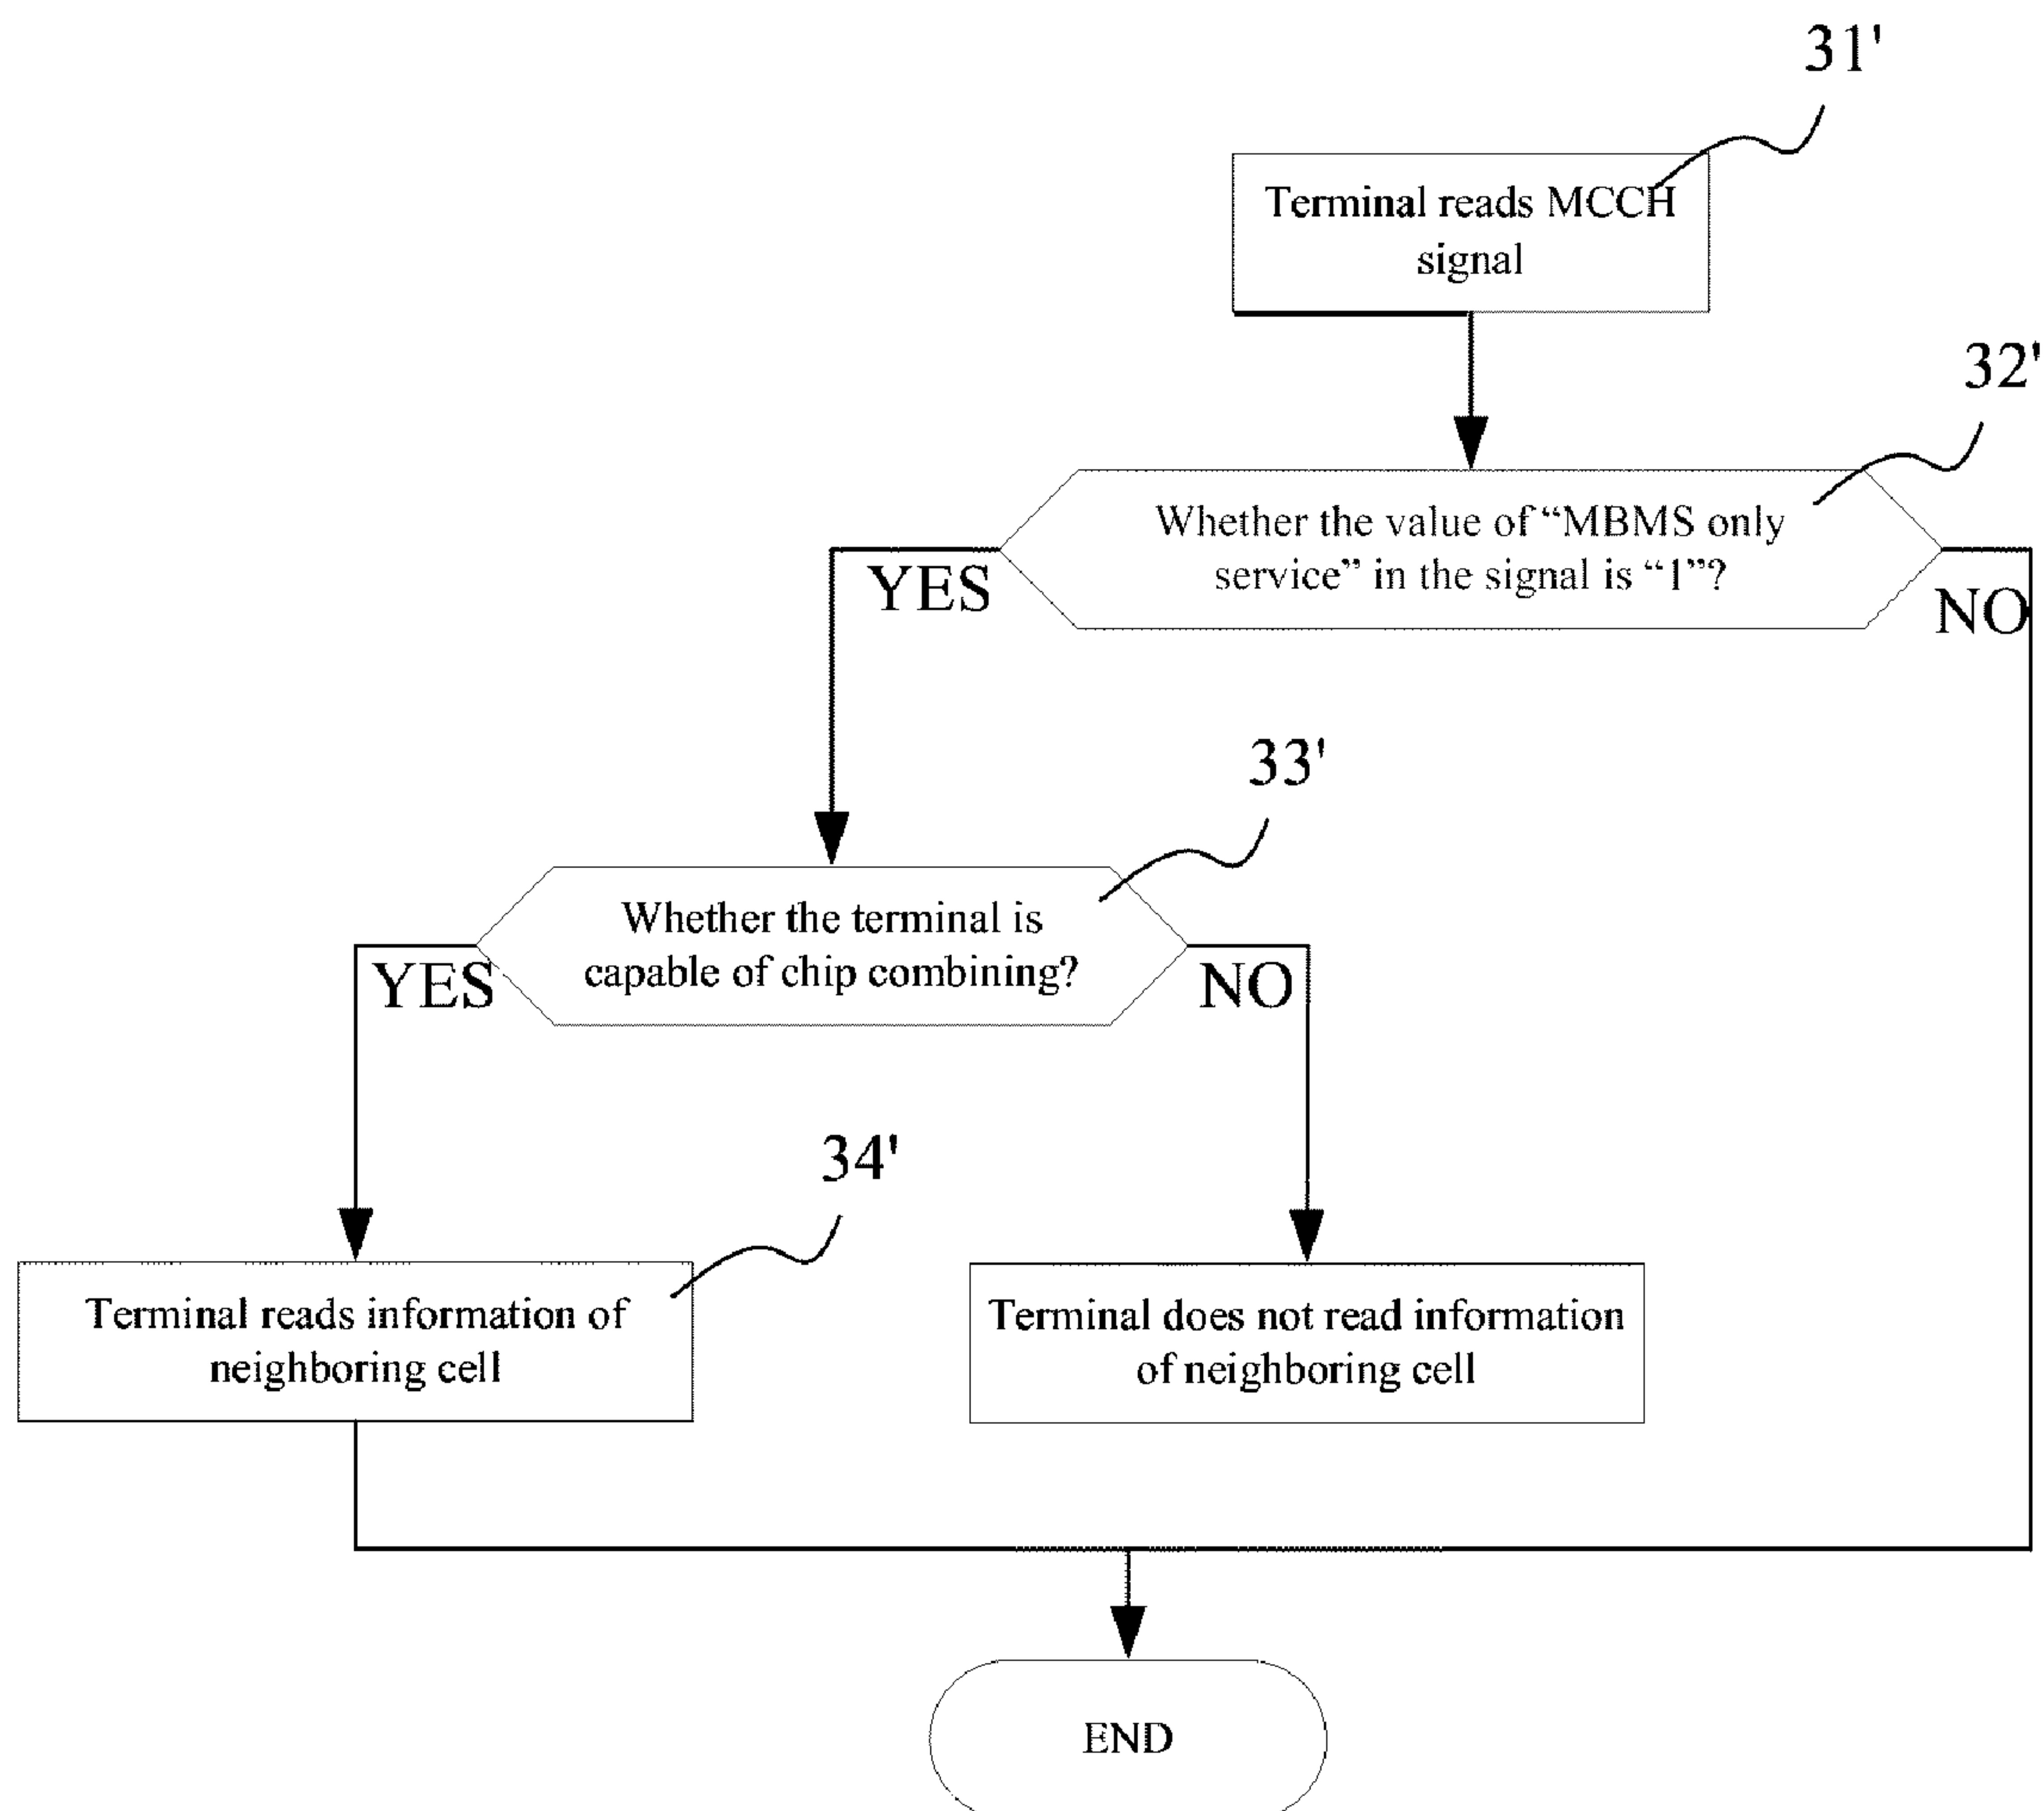 31'
Terminal reads MCCH
signal
32'
Whether the value of “MBMS only
service” in the signal is “1”?
YES
NO
33'
Whether the terminal is
capable of chip combining?
YES
NO
34'
Terminal reads information of
neighboring cell
Terminal does not read information
of neighboring cell
END